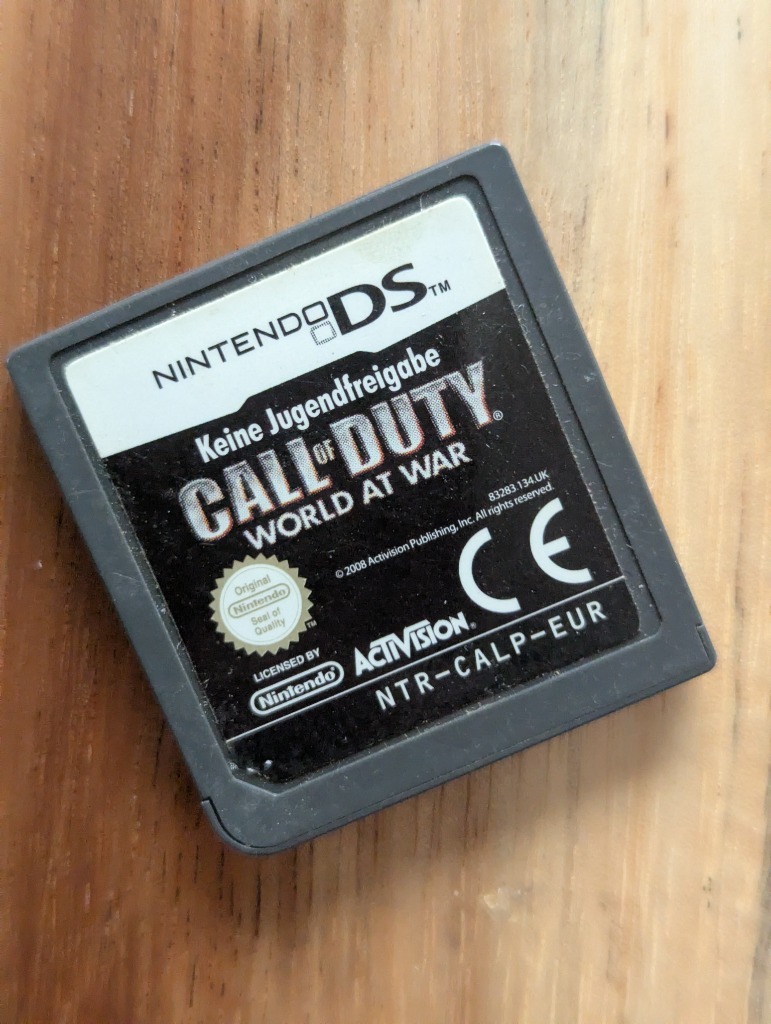 NINTENDO DS™
Keine Jugendfreigabe
CALL OF DUTY®
WORLD AT WAR
83283.134.UK
© 2008 Activision Publishing, Inc. All rights reserved.
CE
Original
Nintendo
Seal of
Quality
™
LICENSED BY
Nintendo®
ACTIVISION®
NTR-CALP-EUR